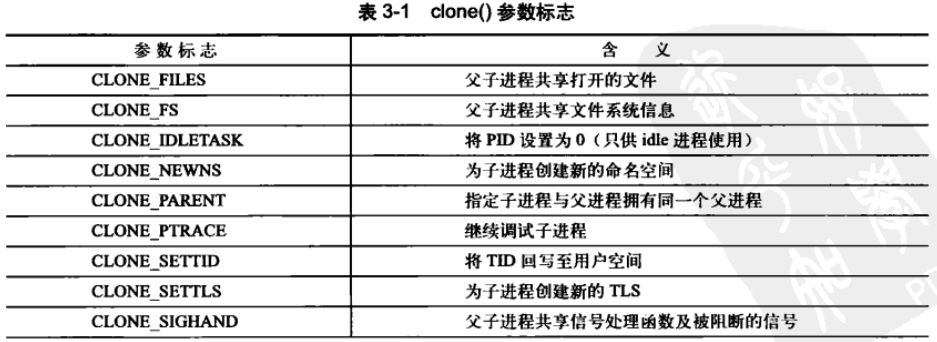 表 3-1 clone() 参数标志
参数标志 含 义
CLONE_FILES 父子进程共享打开的文件
CLONE_FS 父子进程共享文件系统信息
CLONE_IDLETASK 将 PID 设置为 0（只供 idle 进程使用）
CLONE_NEWNS 为子进程创建新的命名空间
CLONE_PARENT 指定子进程与父进程拥有同一个父进程
CLONE_PTRACE 继续调试子进程
CLONE_SETTID 将 TID 回写至用户空间
CLONE_SETTLS 为子进程创建新的 TLS
CLONE_SIGHAND 父子进程共享信号处理函数及被阻断的信号